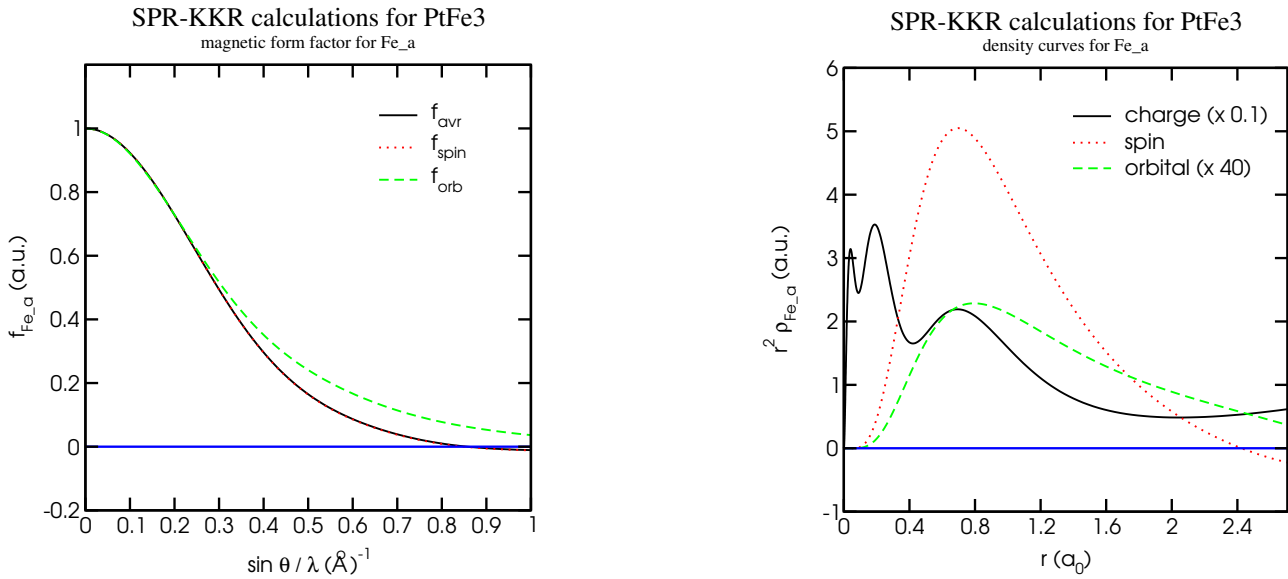 SPR-KKR calculations for PtFe3
magnetic form factor for Fe_a
f_avr
f_spin
f_orb
1
0.8
0.6
0.4
0.2
0
-0.2
f_Fe_a (a.u.)
0 0.1 0.2 0.3 0.4 0.5 0.6 0.7 0.8 0.9 1
sin θ / λ (Å)^-1
SPR-KKR calculations for PtFe3
density curves for Fe_a
charge (x 0.1)
spin
orbital (x 40)
6
5
4
3
2
1
0
-1
r^2 ρ_Fe_a (a.u.)
0 0.4 0.8 1.2 1.6 2 2.4
r (a_0)